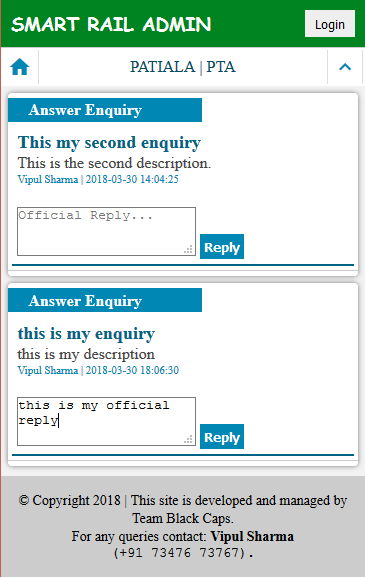 SMART RAIL ADMIN
Login
PATIALA | PTA
Answer Enquiry
This my second enquiry
This is the second description.
Vipul Sharma | 2018-03-30 14:04:25
Official Reply...
Reply
Answer Enquiry
this is my enquiry
this is my description
Vipul Sharma | 2018-03-30 18:06:30
this is my official
reply
Reply
© Copyright 2018 | This site is developed and managed by
Team Black Caps.
For any queries contact: Vipul Sharma
(+91 73476 73767).